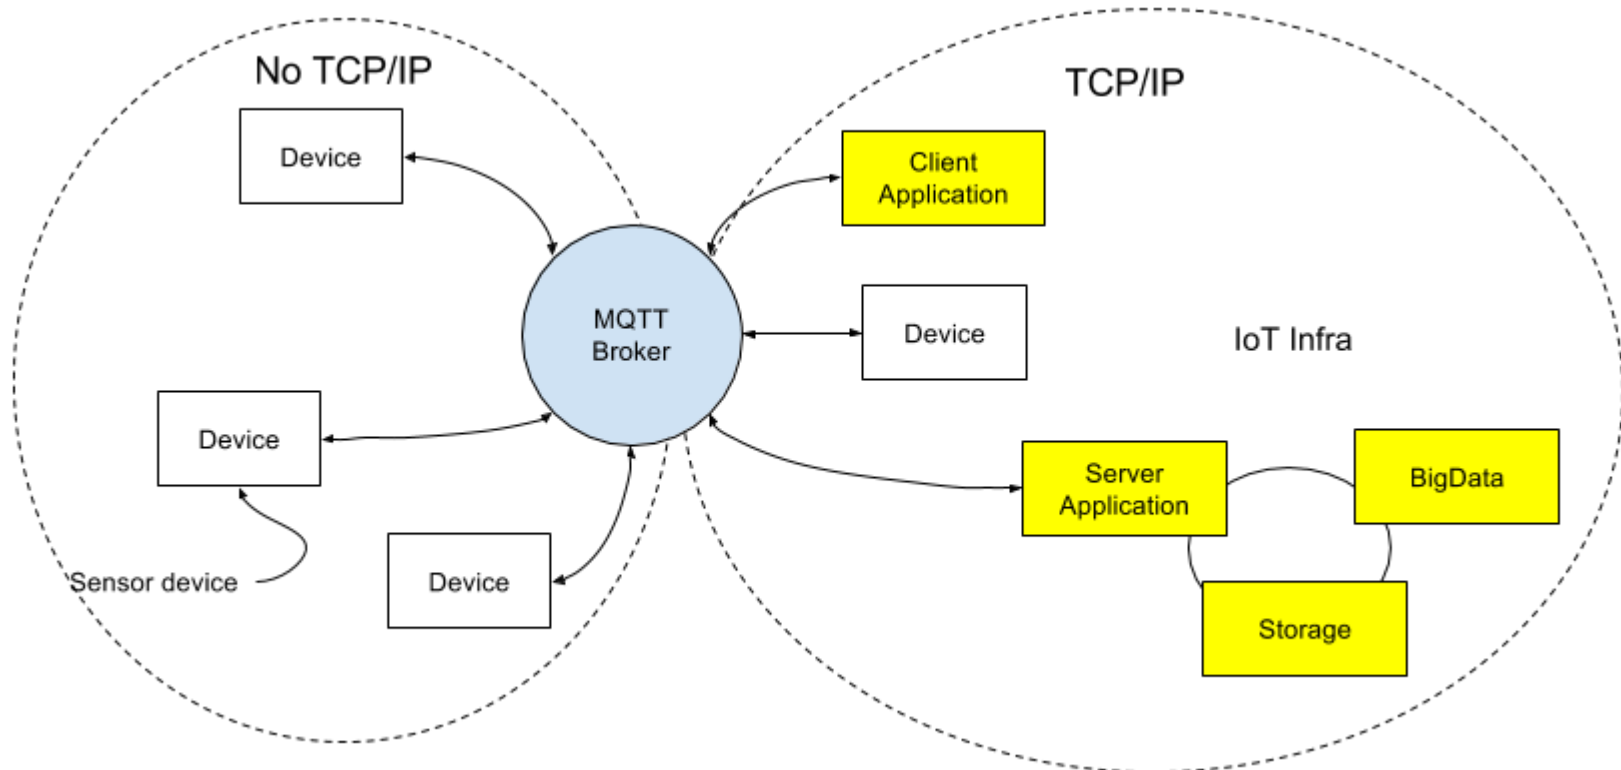 No TCP/IP
TCP/IP
Device
Client
Application
MQTT
Broker
Device
IoT Infra
Device
Server
Application
BigData
Sensor device
Device
Storage